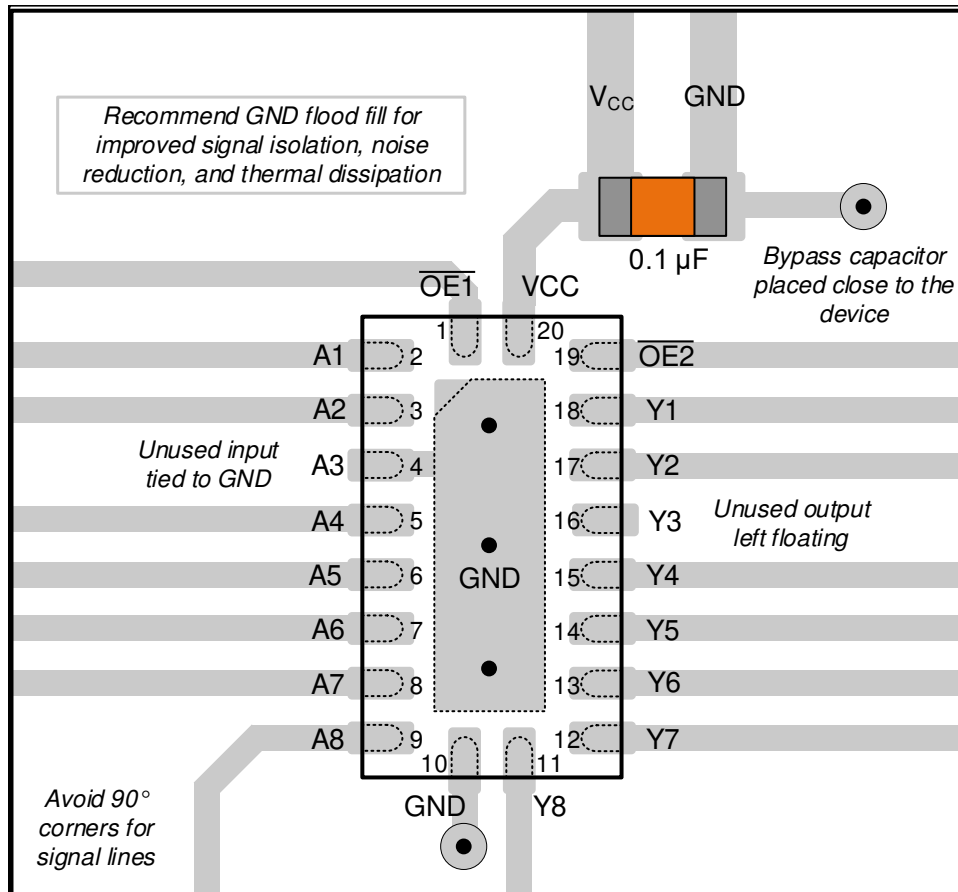 V_CC GND
Recommend GND flood fill for
improved signal isolation, noise
reduction, and thermal dissipation
0.1 µF
Bypass capacitor
placed close to the
device
O̅E̅1̅ VCC
1 20
A1 2 19 O̅E̅2̅
A2 3 18 Y1
Unused input
tied to GND
A3 4 17 Y2
A4 5 16 Y3
Unused output
left floating
GND
A5 6 15 Y4
A6 7 14 Y5
A7 8 13 Y6
A8 9 12 Y7
10 11
GND Y8
Avoid 90°
corners for
signal lines